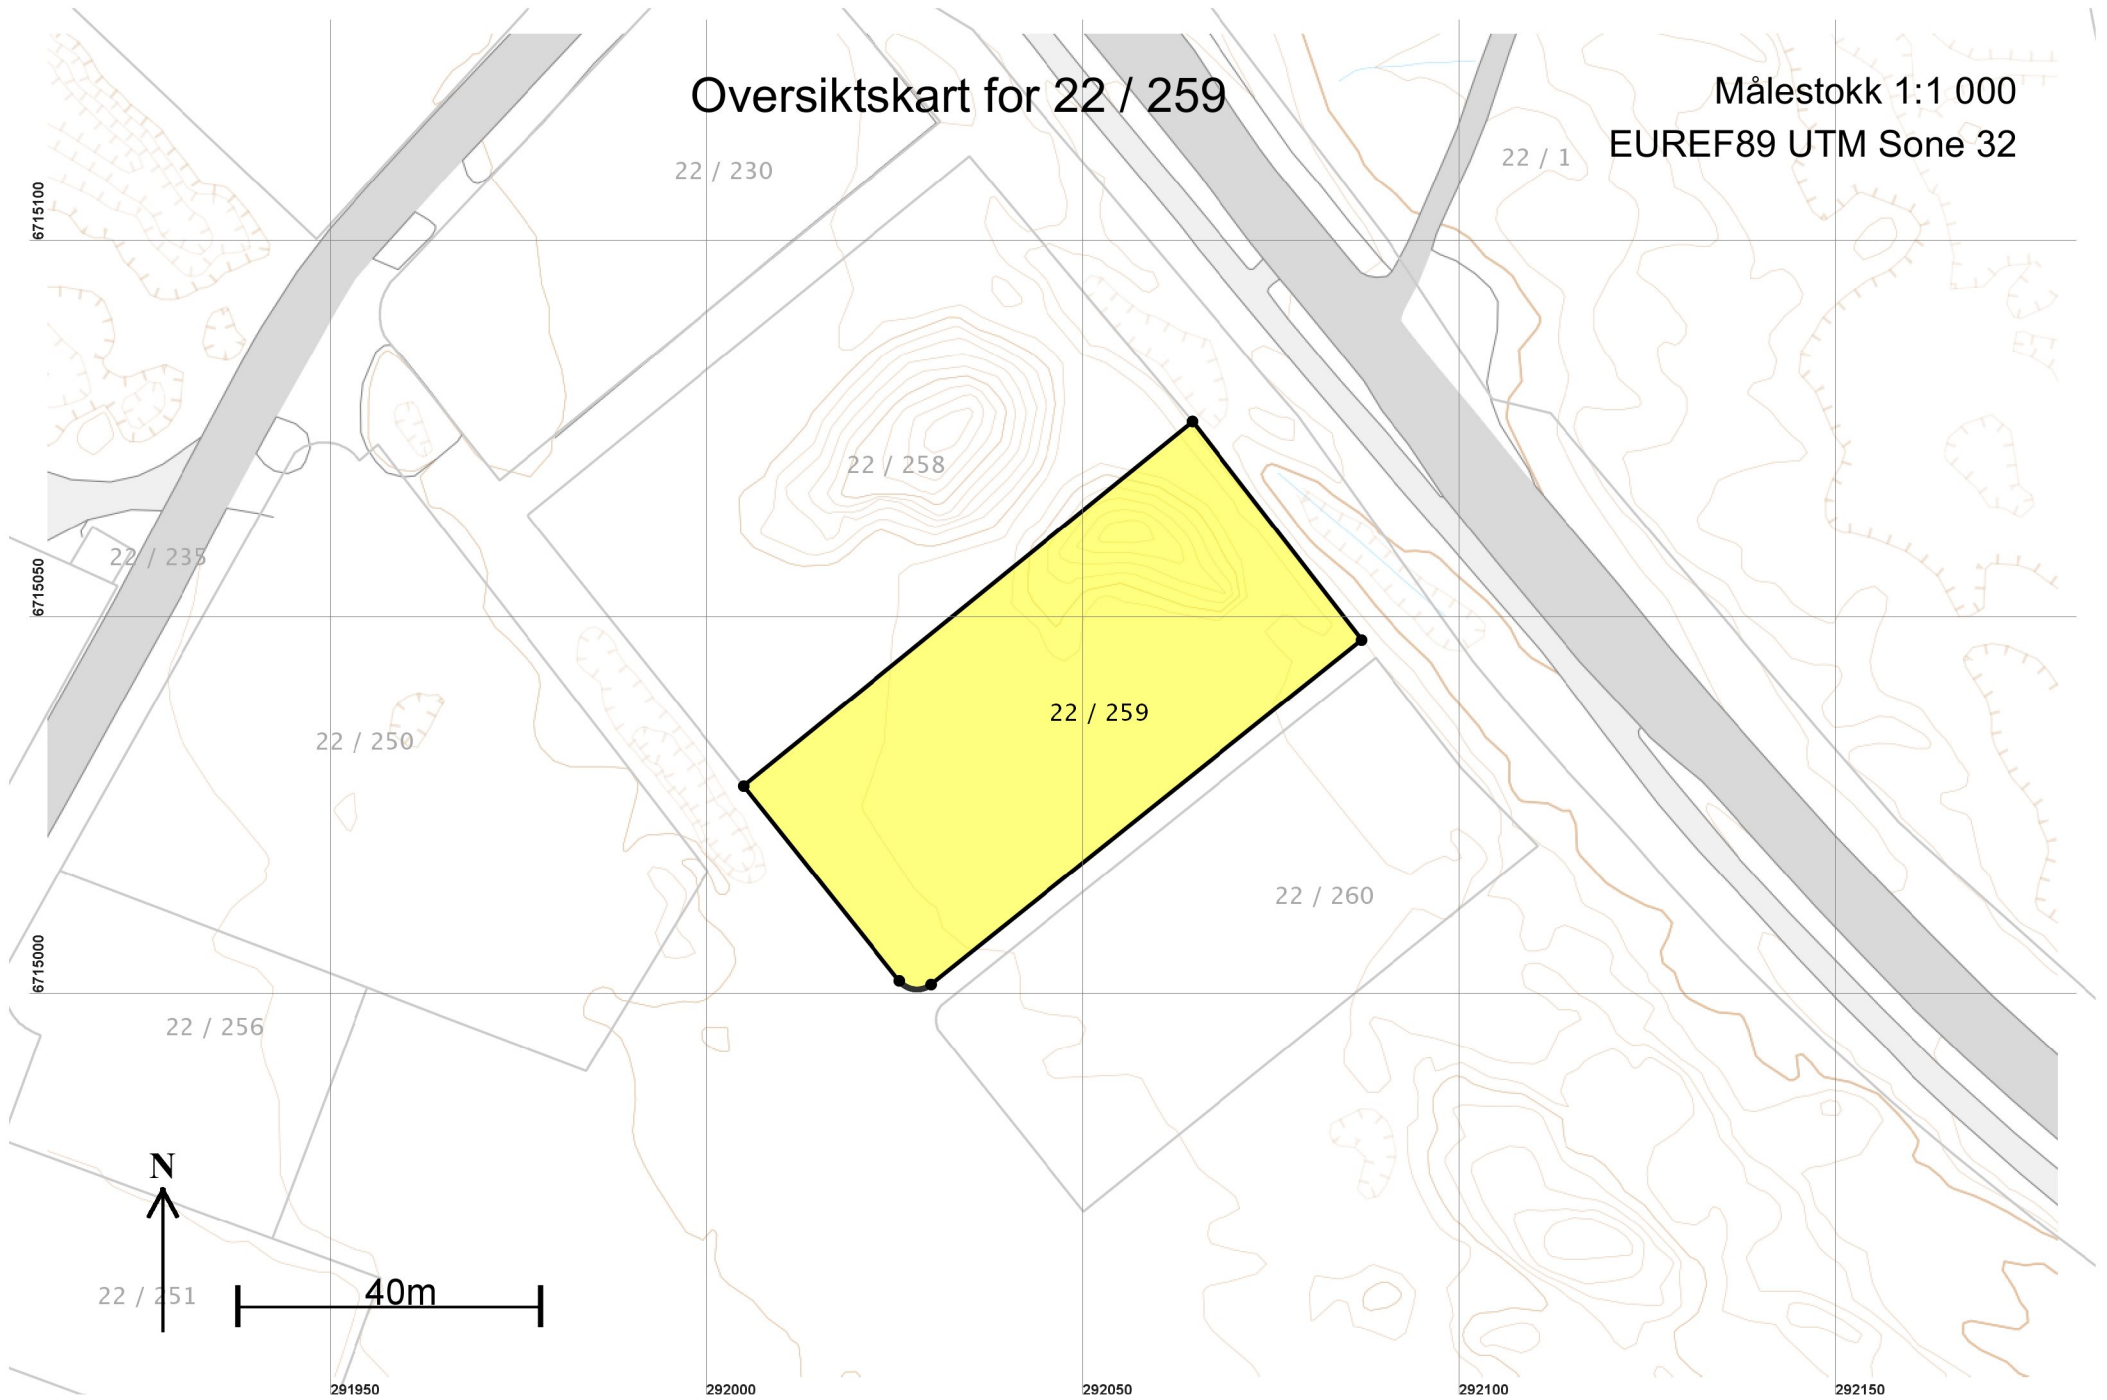 Oversiktskart for 22 / 259
Målestokk 1:1 000
EUREF89 UTM Sone 32
22 / 230
22 / 1
6715100
22 / 258
22 / 235
6715050
22 / 259
22 / 250
22 / 260
6715000
22 / 256
N
22 / 251
40m
291950
292000
292050
292100
292150